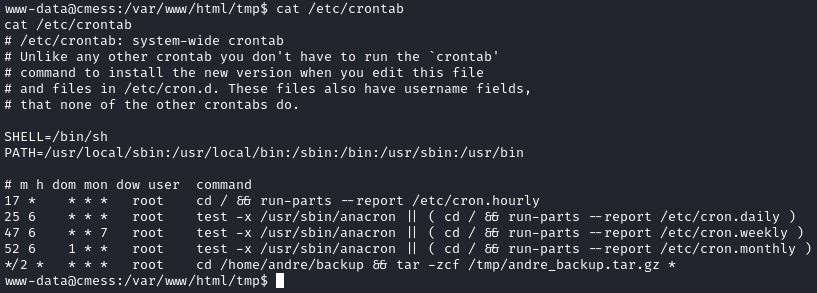 www-data@cmess:/var/www/html/tmp$ cat /etc/crontab
cat /etc/crontab
# /etc/crontab: system-wide crontab
# Unlike any other crontab you don't have to run the `crontab'
# command to install the new version when you edit this file
# and files in /etc/cron.d. These files also have username fields,
# that none of the other crontabs do.

SHELL=/bin/sh
PATH=/usr/local/sbin:/usr/local/bin:/sbin:/bin:/usr/sbin:/usr/bin

# m h dom mon dow user  command
17 *    * * *   root    cd / && run-parts --report /etc/cron.hourly
25 6    * * *   root    test -x /usr/sbin/anacron || ( cd / && run-parts --report /etc/cron.daily )
47 6    * * 7   root    test -x /usr/sbin/anacron || ( cd / && run-parts --report /etc/cron.weekly )
52 6    1 * *   root    test -x /usr/sbin/anacron || ( cd / && run-parts --report /etc/cron.monthly )
*/2 *   * * *   root    cd /home/andre/backup && tar -zcf /tmp/andre_backup.tar.gz *
www-data@cmess:/var/www/html/tmp$